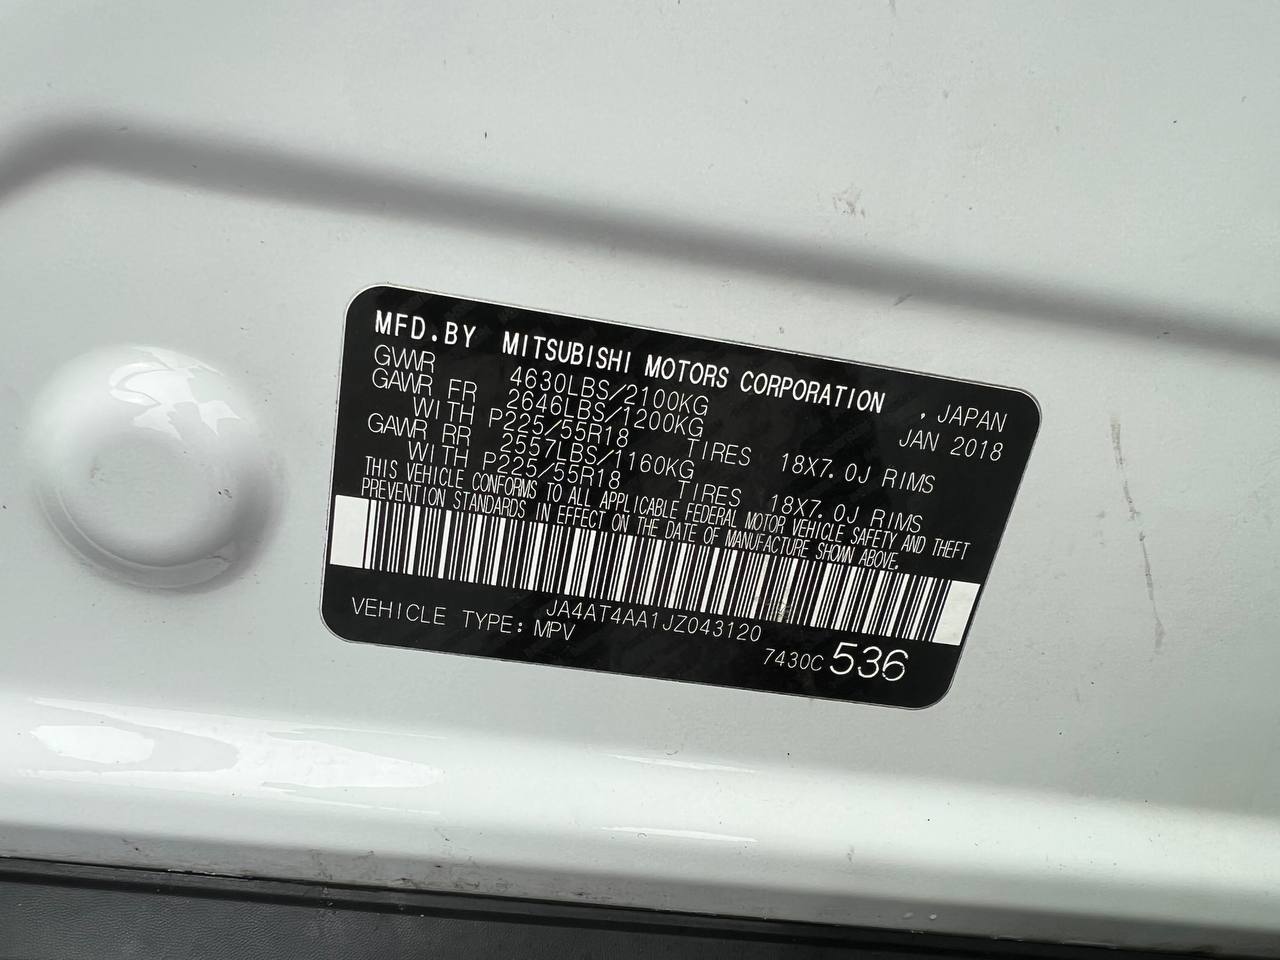 MFD.BY MITSUBISHI MOTORS CORPORATION , JAPAN
GVWR 4630LBS/2100KG JAN 2018
GAWR FR 2646LBS/1200KG
WITH P225/55R18 TIRES 18X7.0J RIMS
GAWR RR 2557LBS/1160KG
WITH P225/55R18 TIRES 18X7.0J RIMS
THIS VEHICLE CONFORMS TO ALL APPLICABLE FEDERAL MOTOR VEHICLE SAFETY AND THEFT
PREVENTION STANDARDS IN EFFECT ON THE DATE OF MANUFACTURE SHOWN ABOVE.
JA4AT4AA1JZ043120
VEHICLE TYPE: MPV
7430C 536